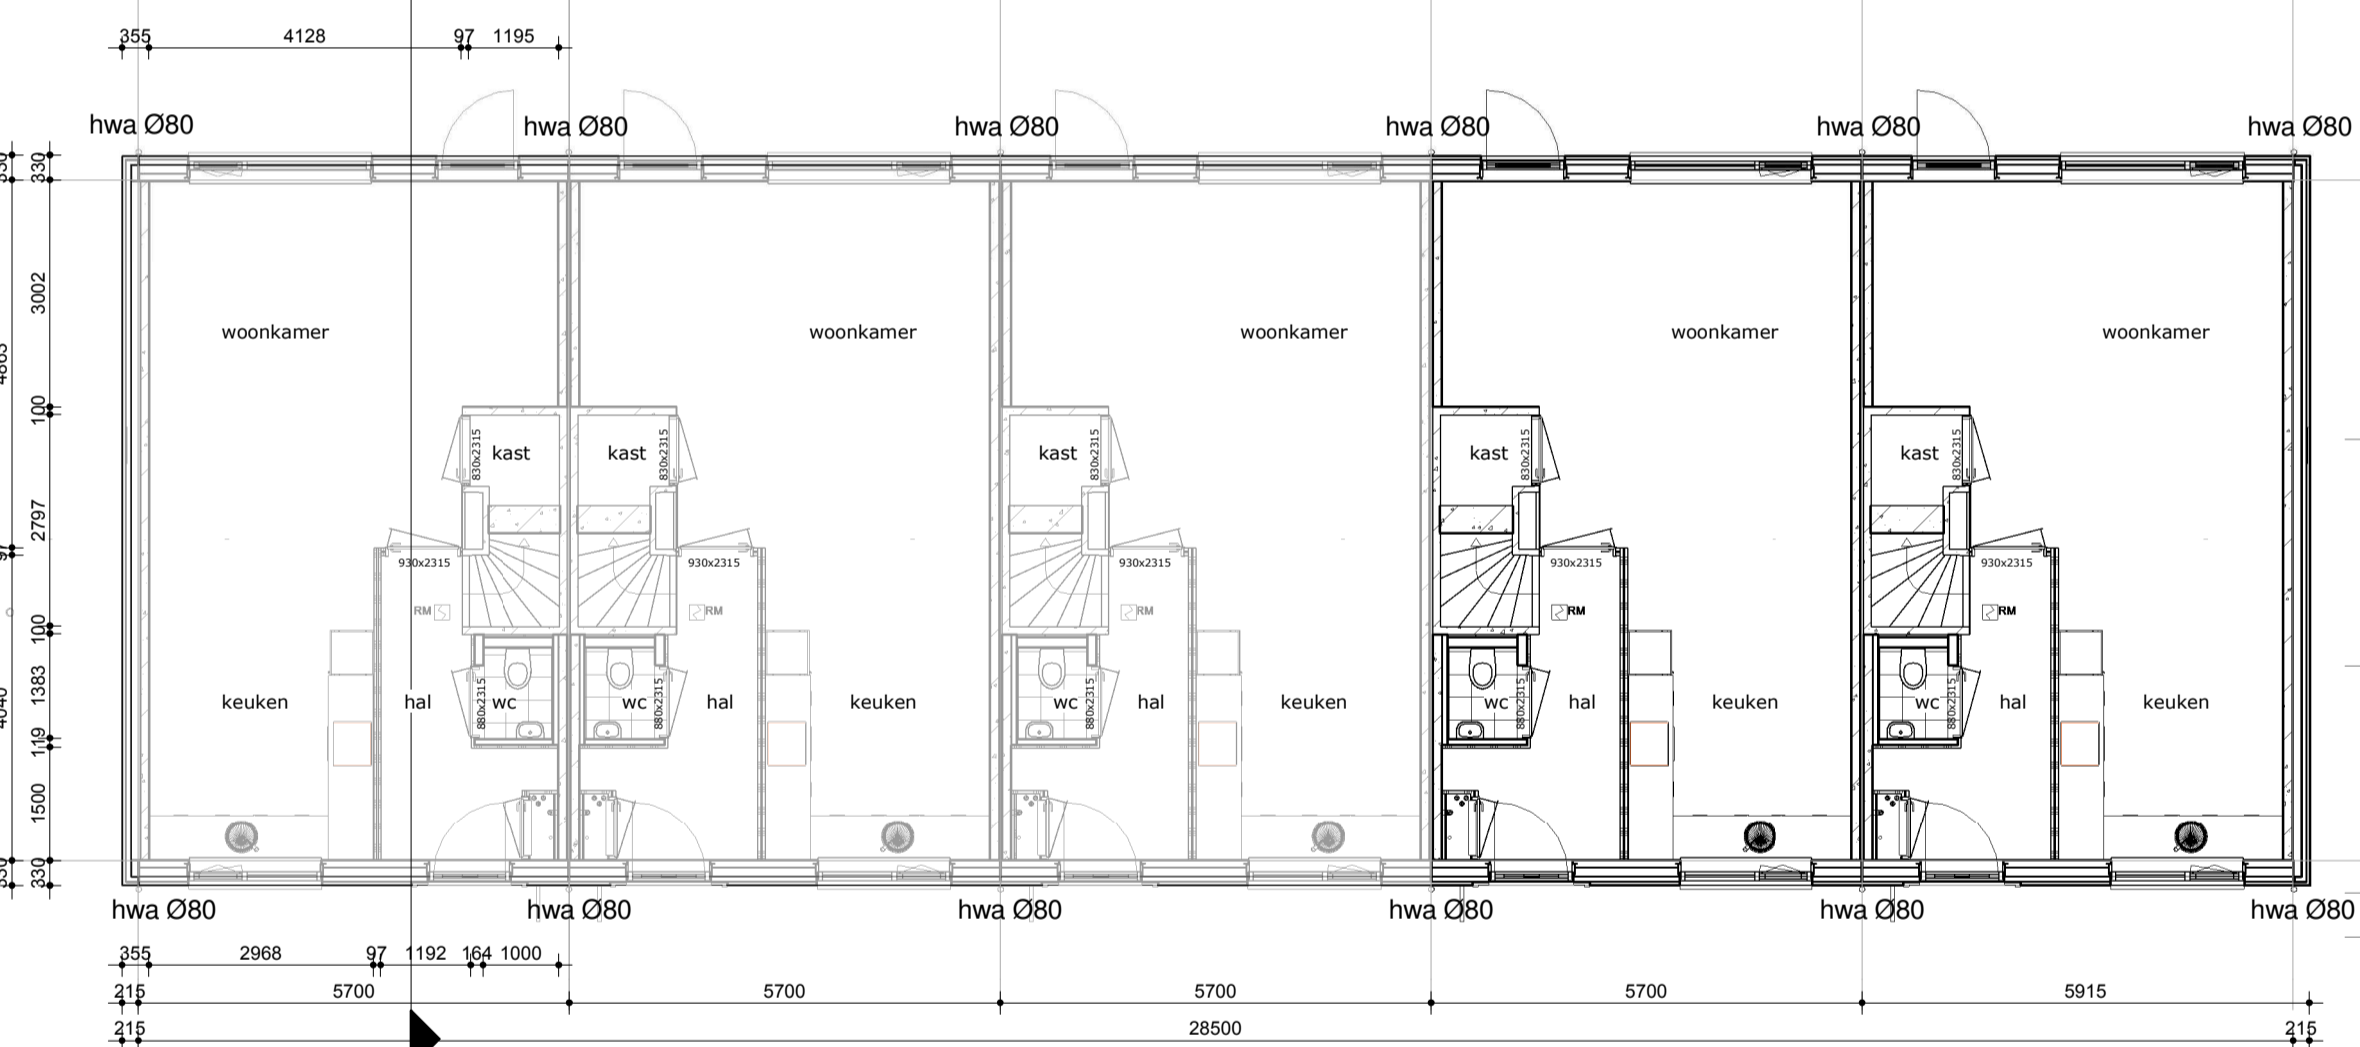 355 4128 97 1195
hwa Ø80 hwa Ø80 hwa Ø80 hwa Ø80 hwa Ø80 hwa Ø80
330
3002
woonkamer woonkamer woonkamer woonkamer woonkamer
100
830x2315 830x2315 830x2315 830x2315 830x2315
kast kast kast kast kast
2797
97
930x2315 930x2315 930x2315 930x2315 930x2315
RM RM RM RM RM
100
1383
880x2315 880x2315 880x2315 880x2315 880x2315
keuken hal wc wc hal keuken wc hal keuken wc hal keuken wc hal keuken
119
1500
330
hwa Ø80 hwa Ø80 hwa Ø80 hwa Ø80 hwa Ø80 hwa Ø80
355 2968 97 1192 164 1000
215 5700 5700 5700 5700 5915
215 28500 215